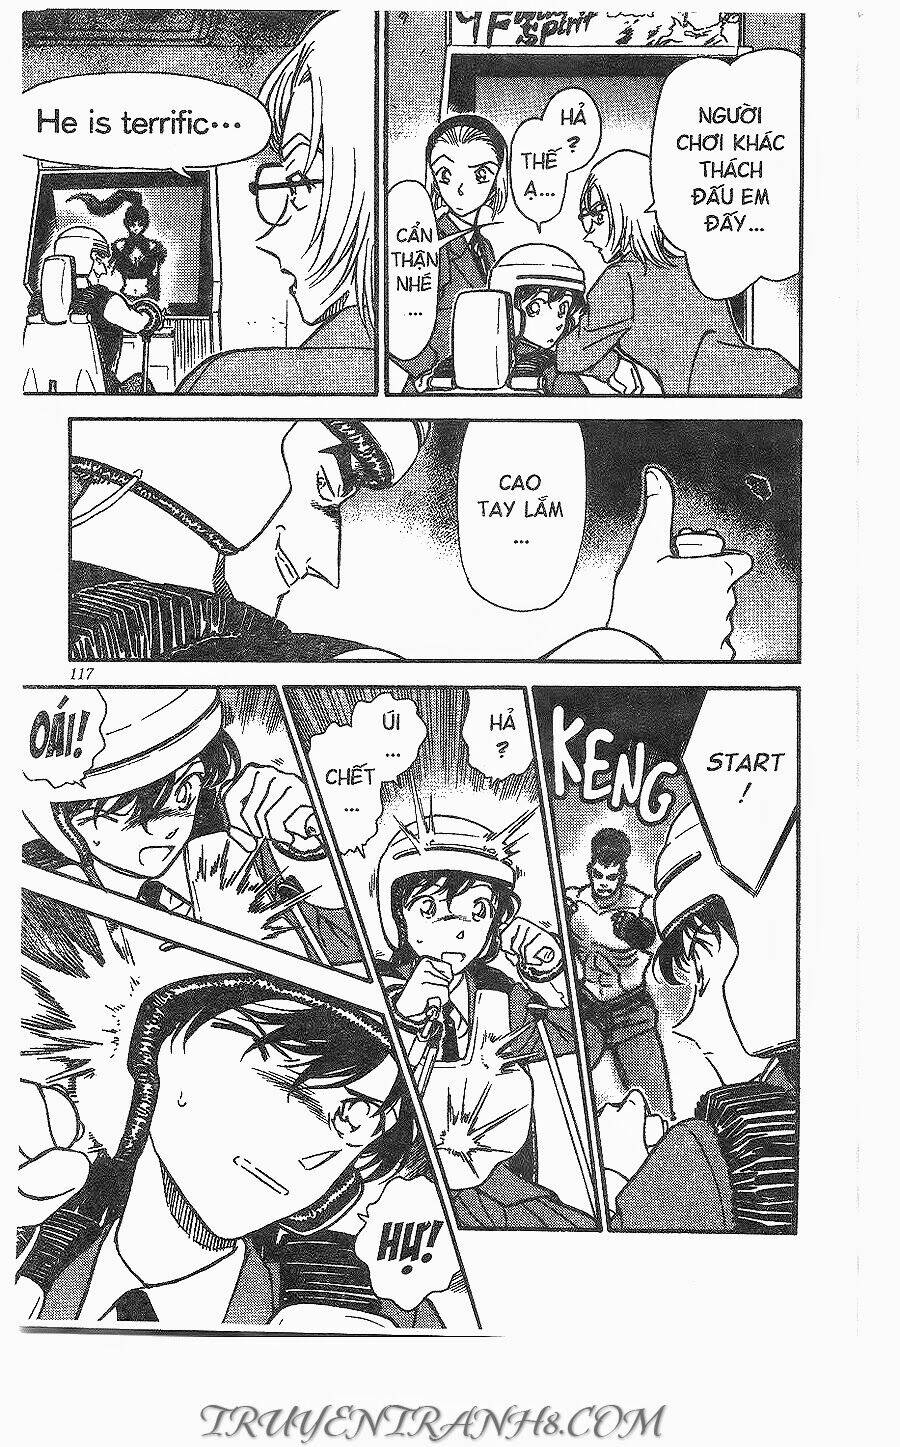 Spirit
NGƯỜI
CHƠI KHÁC
THÁCH
ĐẤU EM
ĐẤY...
HẢ
?
THẾ
Ạ...
CẨN
THẬN
NHÉ
...
He is terrific...
CAO
TAY LẮM
...
117
START
!
KENG
HẢ
?
ÚI
...
CHẾT
...
OÁI!
HỰ!
TRUYENTRANH8.COM